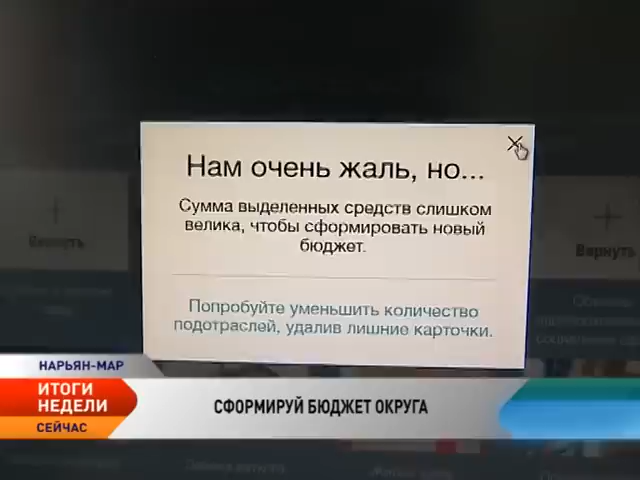 Нам очень жаль, но...
Сумма выделенных средств слишком
велика, чтобы сформировать новый
бюджет.
Попробуйте уменьшить количество
подотраслей, удалив лишние карточки.
Вернуть
Вернуть
НАРЬЯН-МАР
ИТОГИ
НЕДЕЛИ
СЕЙЧАС
СФОРМИРУЙ БЮДЖЕТ ОКРУГА